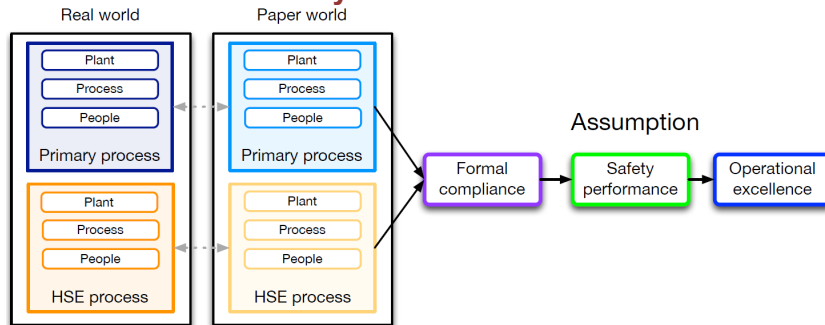 Real world
Paper world
Plant
Process
People
Primary process
Plant
Process
People
HSE process
Plant
Process
People
Primary process
Plant
Process
People
HSE process
Assumption
Formal
compliance
Safety
performance
Operational
excellence